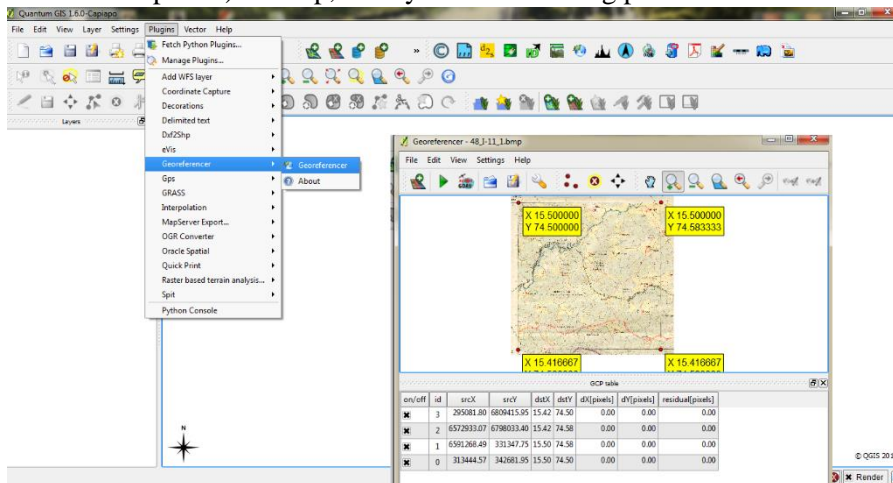 Quantum GIS 1.6.0-Capiapo
File Edit View Layer Settings Plugins Vector Help
Fetch Python Plugins...
Manage Plugins...
Add WFS layer
Coordinate Capture
Decorations
Delimited text
Dxf2Shp
eVis
Georeferencer
Gps
GRASS
Interpolation
MapServer Export...
OGR Converter
Oracle Spatial
Quick Print
Raster based terrain analysis...
Spit
Python Console
Georeferencer
About
Layers
N
Georeferencer - 48_J-11_1.bmp
File Edit View Settings Help
X 15.500000
Y 74.500000
X 15.500000
Y 74.583333
X 15.416667
X 15.416667
GCP table
on/off id srcX srcY dstX dstY dX[pixels] dY[pixels] residual[pixels]
3 295081.80 6809415.95 15.42 74.50 0.00 0.00 0.00
2 6572933.07 6798033.40 15.42 74.58 0.00 0.00 0.00
1 6591268.49 331347.75 15.50 74.58 0.00 0.00 0.00
0 313444.57 342681.95 15.50 74.50 0.00 0.00 0.00
© QGIS 201
Render